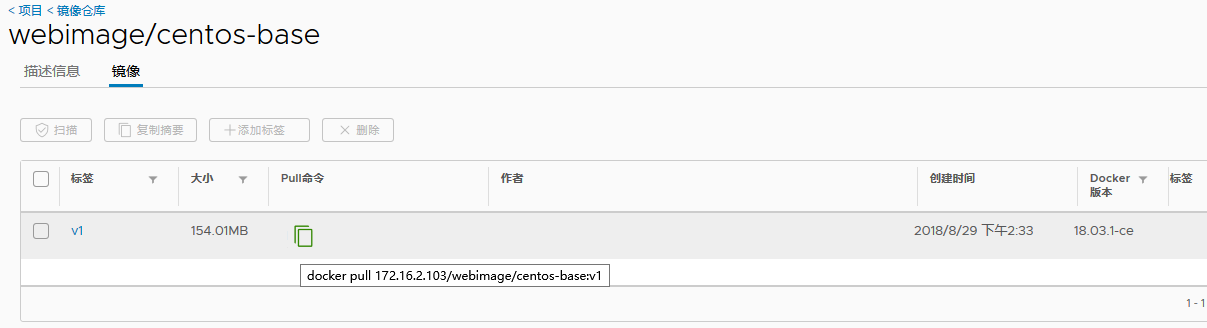 < 项目 < 镜像仓库
webimage/centos-base
描述信息 镜像
扫描 复制摘要 添加标签 删除
标签 大小 Pull命令 作者 创建时间 Docker 版本 标签
v1 154.01MB 2018/8/29 下午2:33 18.03.1-ce
docker pull 172.16.2.103/webimage/centos-base:v1
1 - 1